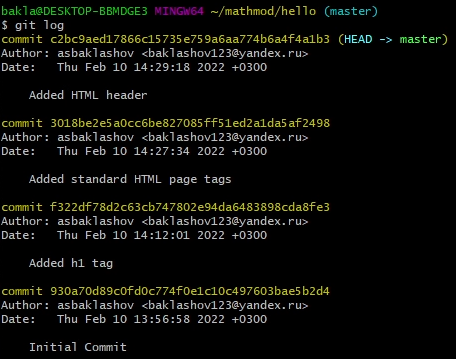 bakla@DESKTOP-BBMDGE3 MINGW64 ~/mathmod/hello (master)
$ git log
commit c2bc9aed17866c15735e759a6aa774b6a4f4a1b3 (HEAD -> master)
Author: asbaklashov <baklashov123@yandex.ru>
Date:   Thu Feb 10 14:29:18 2022 +0300
    Added HTML header
commit 3018be2e5a0cc6be827085ff51ed2a1da5af2498
Author: asbaklashov <baklashov123@yandex.ru>
Date:   Thu Feb 10 14:27:34 2022 +0300
    Added standard HTML page tags
commit f322df78d2c63cb747802e94da6483898cda8fe3
Author: asbaklashov <baklashov123@yandex.ru>
Date:   Thu Feb 10 14:12:01 2022 +0300
    Added h1 tag
commit 930a70d89c0fd0c774f0e1c10c497603bae5b2d4
Author: asbaklashov <baklashov123@yandex.ru>
Date:   Thu Feb 10 13:56:58 2022 +0300
    Initial Commit